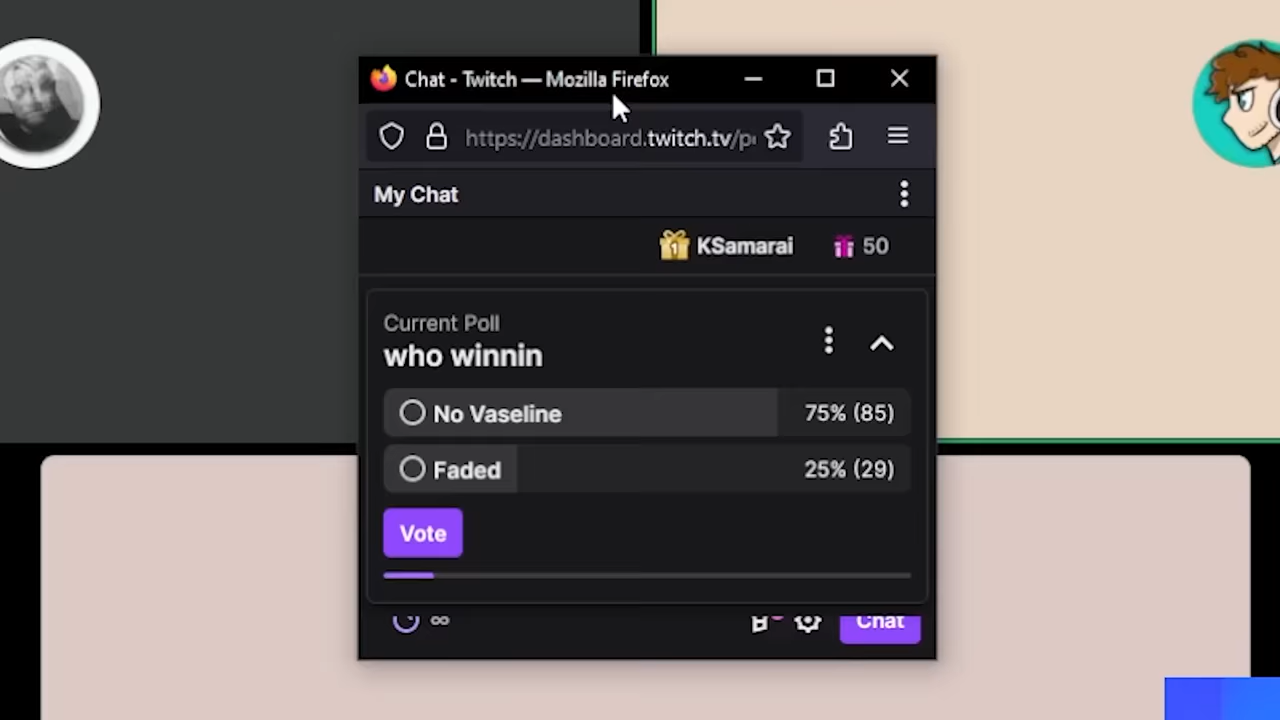 Chat - Twitch — Mozilla Firefox
https://dashboard.twitch.tv/p
My Chat
1 KSamarai 50
Current Poll
who winnin
No Vaseline 75% (85)
Faded 25% (29)
Vote
∞ Chat